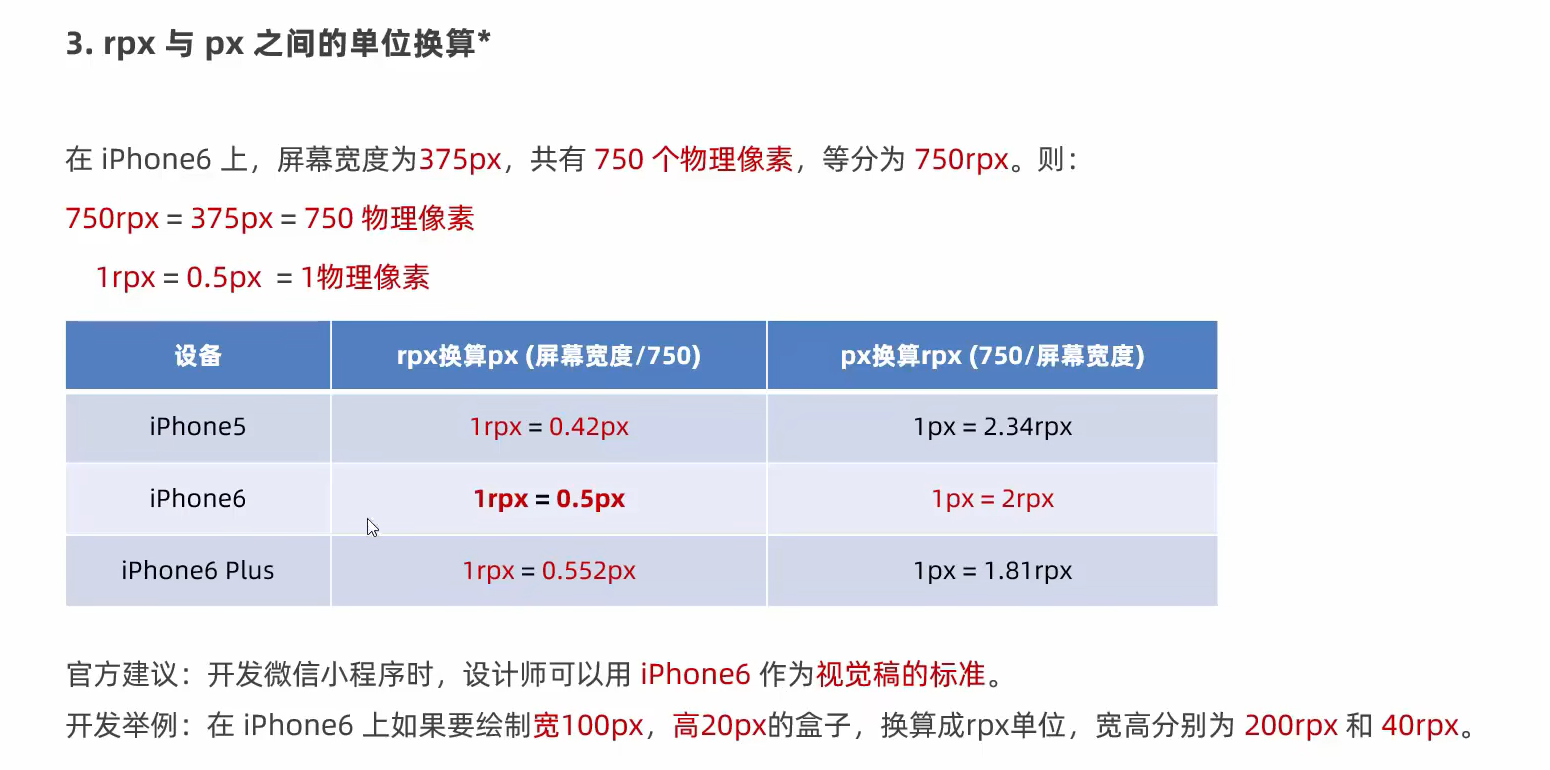 3. rpx 与 px 之间的单位换算*
在 iPhone6 上，屏幕宽度为375px，共有 750 个物理像素，等分为 750rpx。则：
750rpx = 375px = 750 物理像素
1rpx = 0.5px = 1物理像素
设备 rpx换算px (屏幕宽度/750) px换算rpx (750/屏幕宽度)
iPhone5 1rpx = 0.42px 1px = 2.34rpx
iPhone6 1rpx = 0.5px 1px = 2rpx
iPhone6 Plus 1rpx = 0.552px 1px = 1.81rpx
官方建议：开发微信小程序时，设计师可以用 iPhone6 作为视觉稿的标准。
开发举例：在 iPhone6 上如果要绘制宽100px，高20px的盒子，换算成rpx单位，宽高分别为 200rpx 和 40rpx。